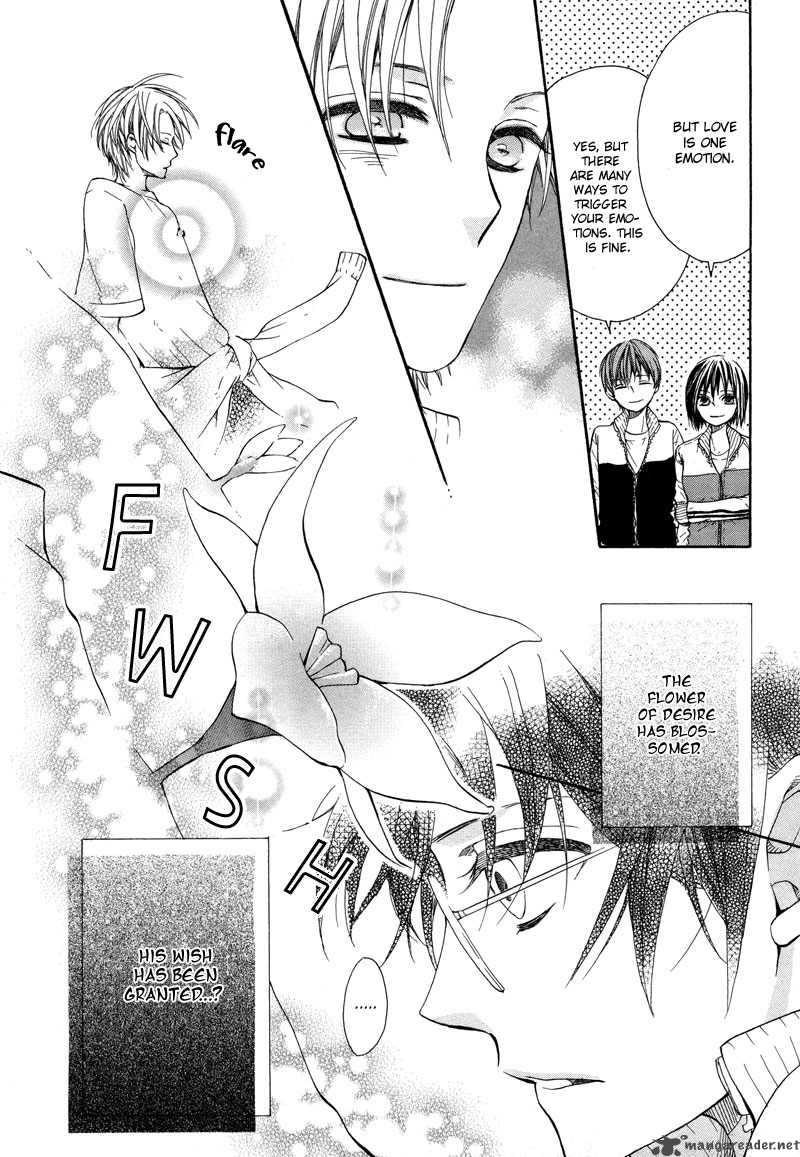 BUT LOVE
IS ONE
EMOTION.
YES, BUT
THERE
ARE MANY
WAYS TO
TRIGGER
YOUR EMO-
TIONS. THIS
IS FINE.
flare
FWSH
THE
FLOWER
OF DESIRE
HAS BLOS-
SOMED.
HIS WISH
HAS BEEN
GRANTED...?
.....
mangareader.net